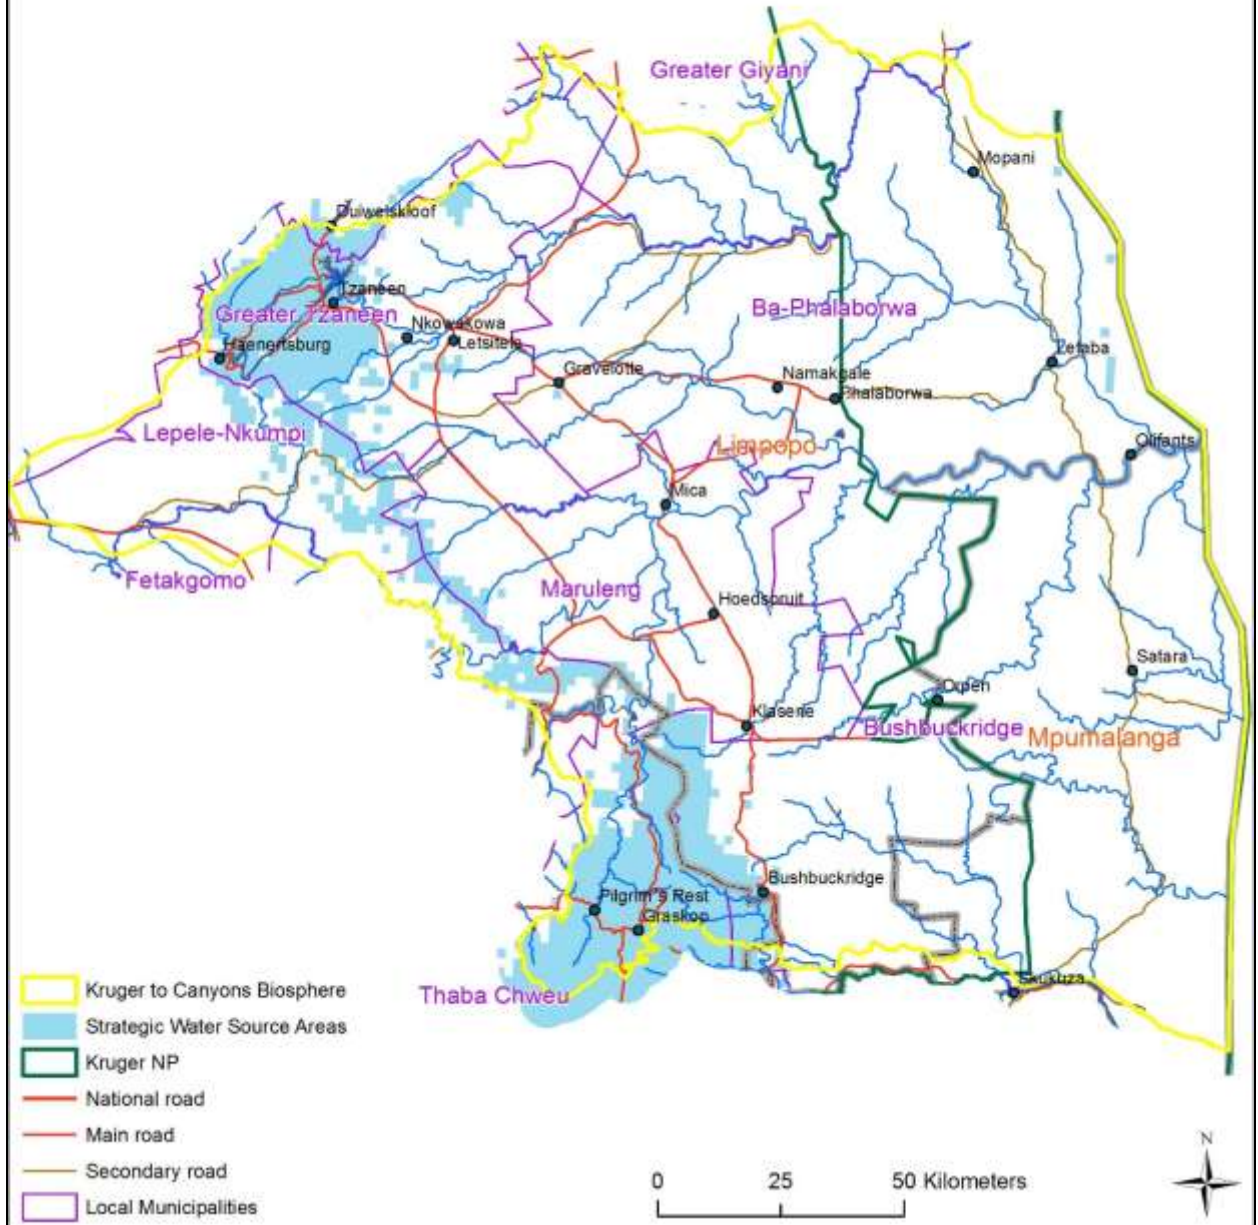 Greater Giyani
Mopani
Duiwelskloof
Tzaneen
Greater Tzaneen
Ba-Phalaborwa
Nkowakowa
Letsitele
Haenertsburg
Letaba
Gravelotte
Namakgale
Phalaborwa
Lepele-Nkumpi
Limpopo
Olifants
Mica
Fetakgomo
Maruleng
Hoedspruit
Satara
Orpen
Klasene
Bushbuckridge
Mpumalanga
Bushbuckridge
Pilgrim's Rest
Graskop
Skukuza
Thaba Chweu
Kruger to Canyons Biosphere
Strategic Water Source Areas
Kruger NP
National road
Main road
Secondary road
Local Municipalities
0 25 50 Kilometers
N